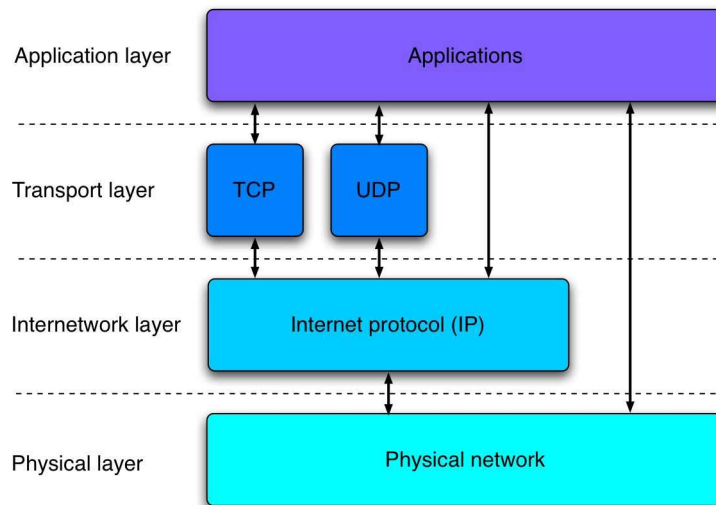 Application layer
Applications
Transport layer
TCP
UDP
Internetwork layer
Internet protocol (IP)
Physical layer
Physical network